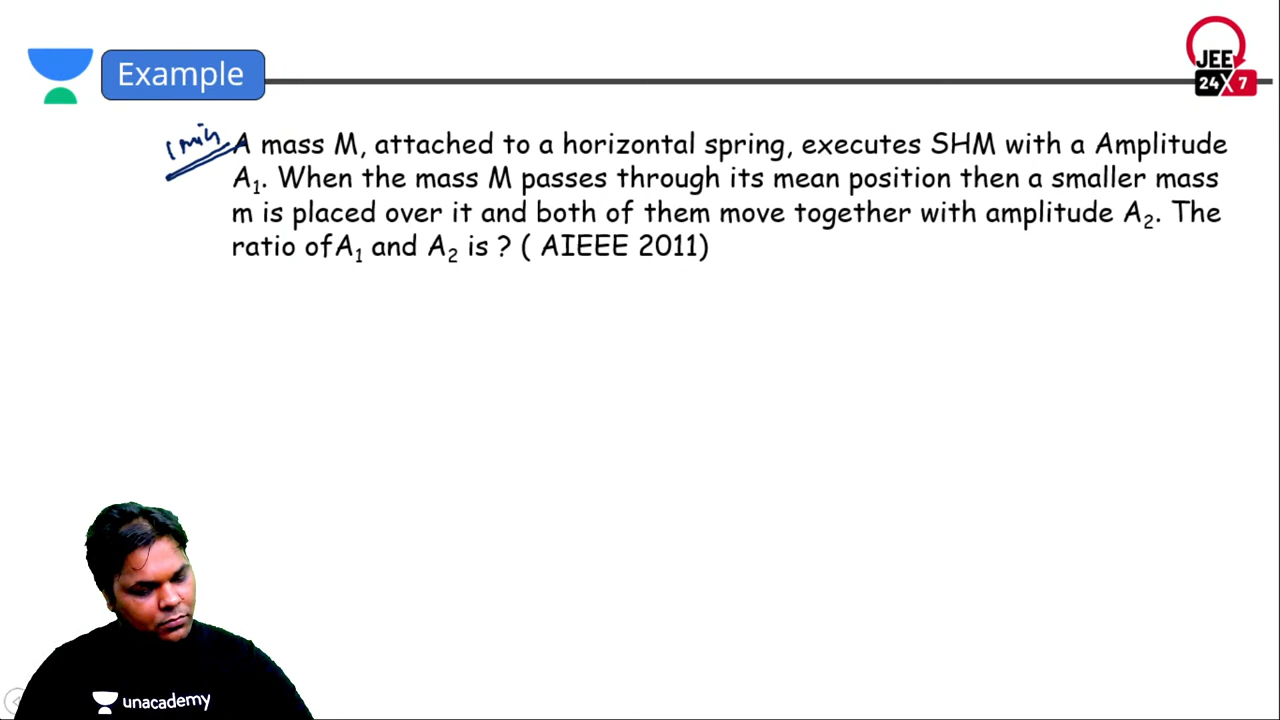 Example
JEE
24X7
1 min
A mass M, attached to a horizontal spring, executes SHM with a Amplitude
A₁. When the mass M passes through its mean position then a smaller mass
m is placed over it and both of them move together with amplitude A₂. The
ratio ofA₁ and A₂ is ? ( AIEEE 2011)
unacademy